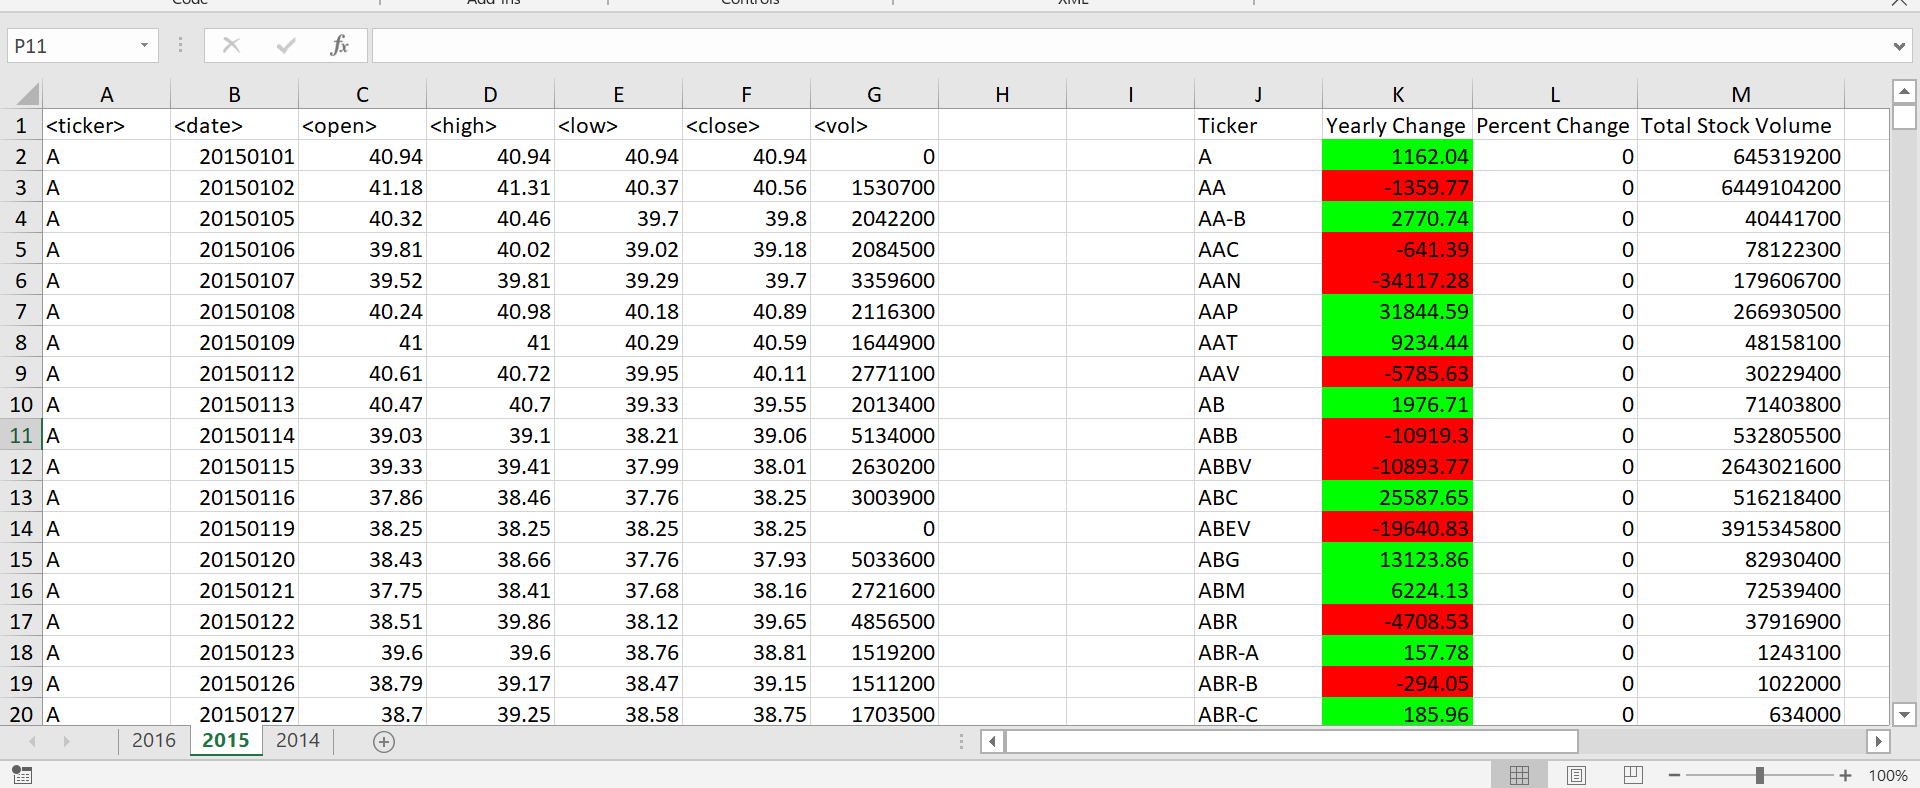 Code Add-Ins Controls XML
P11 fx
A B C D E F G H I J K L M
1 <ticker> <date> <open> <high> <low> <close> <vol> Ticker Yearly Change Percent Change Total Stock Volume
2 A 20150101 40.94 40.94 40.94 40.94 0 A 1162.04 0 645319200
3 A 20150102 41.18 41.31 40.37 40.56 1530700 AA -1359.77 0 6449104200
4 A 20150105 40.32 40.46 39.7 39.8 2042200 AA-B 2770.74 0 40441700
5 A 20150106 39.81 40.02 39.02 39.18 2084500 AAC -641.39 0 78122300
6 A 20150107 39.52 39.81 39.29 39.7 3359600 AAN -34117.28 0 179606700
7 A 20150108 40.24 40.98 40.18 40.89 2116300 AAP 31844.59 0 266930500
8 A 20150109 41 41 40.29 40.59 1644900 AAT 9234.44 0 48158100
9 A 20150112 40.61 40.72 39.95 40.11 2771100 AAV -5785.63 0 30229400
10 A 20150113 40.47 40.7 39.33 39.55 2013400 AB 1976.71 0 71403800
11 A 20150114 39.03 39.1 38.21 39.06 5134000 ABB -10919.3 0 532805500
12 A 20150115 39.33 39.41 37.99 38.01 2630200 ABBV -10893.77 0 2643021600
13 A 20150116 37.86 38.46 37.76 38.25 3003900 ABC 25587.65 0 516218400
14 A 20150119 38.25 38.25 38.25 38.25 0 ABEV -19640.83 0 3915345800
15 A 20150120 38.43 38.66 37.76 37.93 5033600 ABG 13123.86 0 82930400
16 A 20150121 37.75 38.41 37.68 38.16 2721600 ABM 6224.13 0 72539400
17 A 20150122 38.51 39.86 38.12 39.65 4856500 ABR -4708.53 0 37916900
18 A 20150123 39.6 39.6 38.76 38.81 1519200 ABR-A 157.78 0 1243100
19 A 20150126 38.79 39.17 38.47 39.15 1511200 ABR-B -294.05 0 1022000
20 A 20150127 38.7 39.25 38.58 38.75 1703500 ABR-C 185.96 0 634000
2016 2015 2014
100%